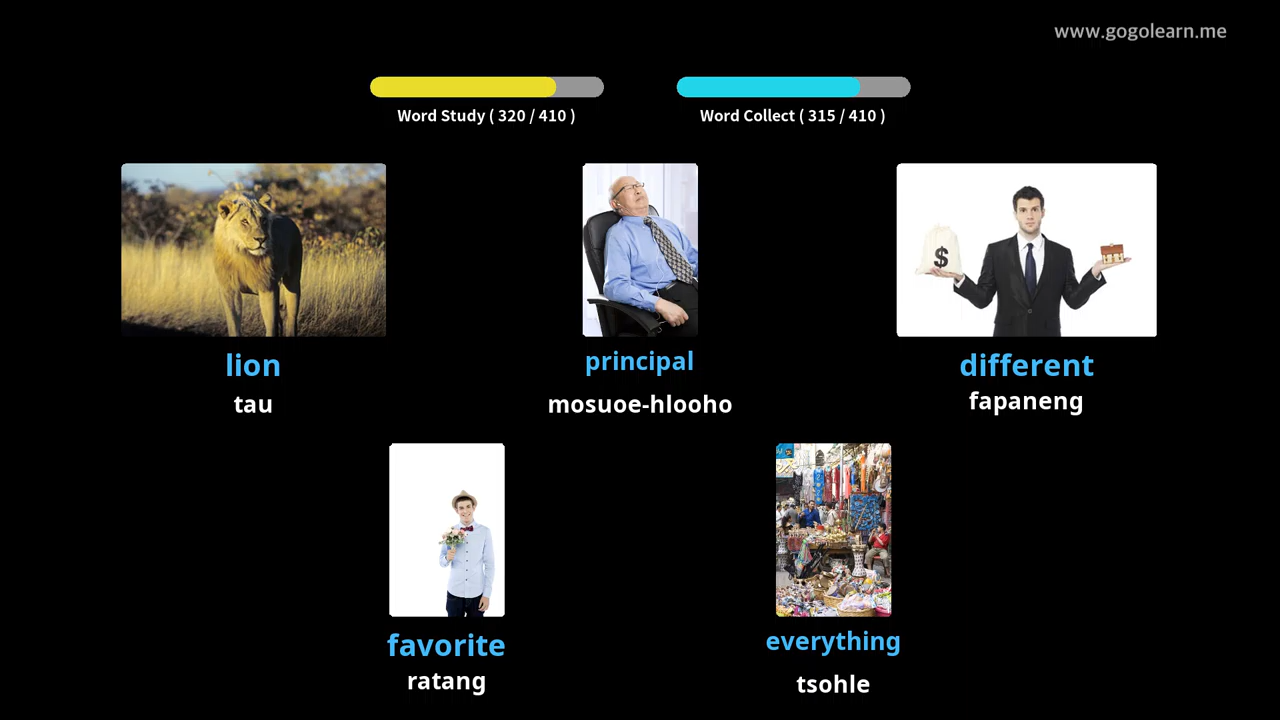 www.gogolearn.me
Word Study ( 320 / 410 )
Word Collect ( 315 / 410 )
$
lion
principal
different
tau
mosuoe-hlooho
fapaneng
favorite
everything
ratang
tsohle